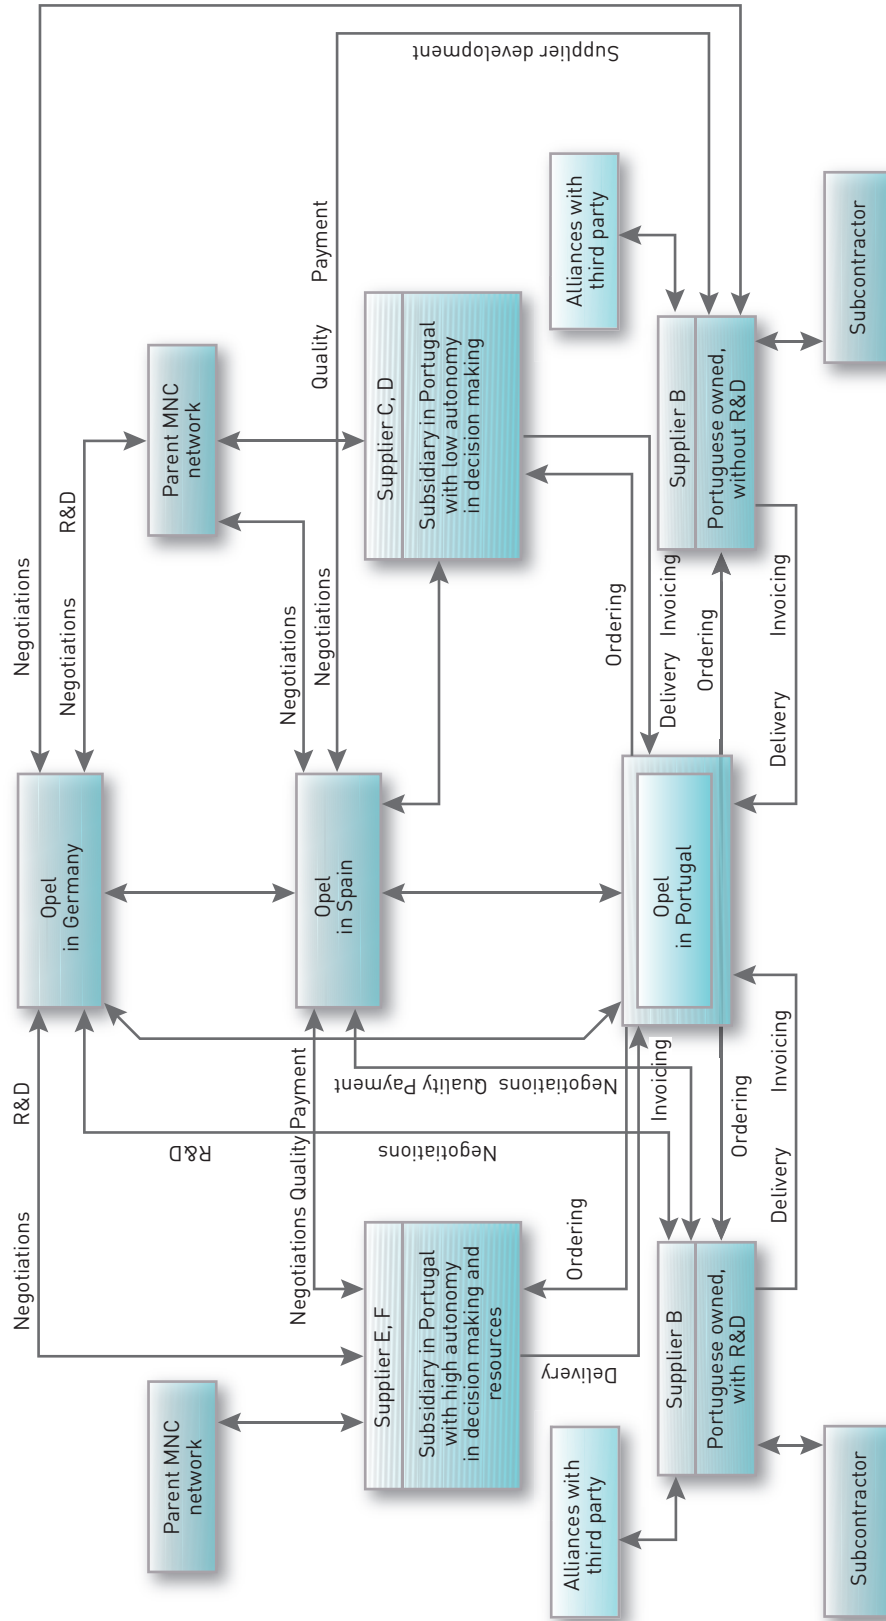 Negotiations
R&D
Negotiations
Opel
in Germany
Negotiations
R&D
Parent MNC
network
R&D
Negotiations
Parent MNC
network
Negotiations
Quality
Payment
Negotiations
Negotiations
Quality
Payment
Opel
in Spain
Negotiations
Quality
Payment
Supplier development
Supplier E, F
Subsidiary in Portugal
with high autonomy
in decision making and
resources
Supplier C, D
Subsidiary in Portugal
with low autonomy
in decision making
Ordering
Delivery
Invoicing
Ordering
Delivery
Invoicing
Alliances with
third party
Opel
in Portugal
Alliances with
third party
Supplier B
Portuguese owned,
with R&D
Ordering
Ordering
Supplier B
Portuguese owned,
without R&D
Delivery
Invoicing
Delivery
Invoicing
Subcontractor
Subcontractor